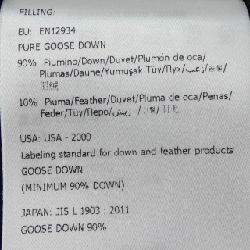 FILLING:
EU: EN12934
PURE GOOSE DOWN
90% Piumino/Down/Duvet/Plumón de oca/
Plumas/Daune/Yumuşak Tüy/Пух/
10% Piuma/Feather/Duvet/Pluma de oca/Penas/
Feder/Tüy/Перо/
USA: USA - 2000
Labeling standard for down and feather products
GOOSE DOWN
(MINIMUM 90% DOWN)
JAPAN: JIS L 1903 : 2011
GOOSE DOWN 90%